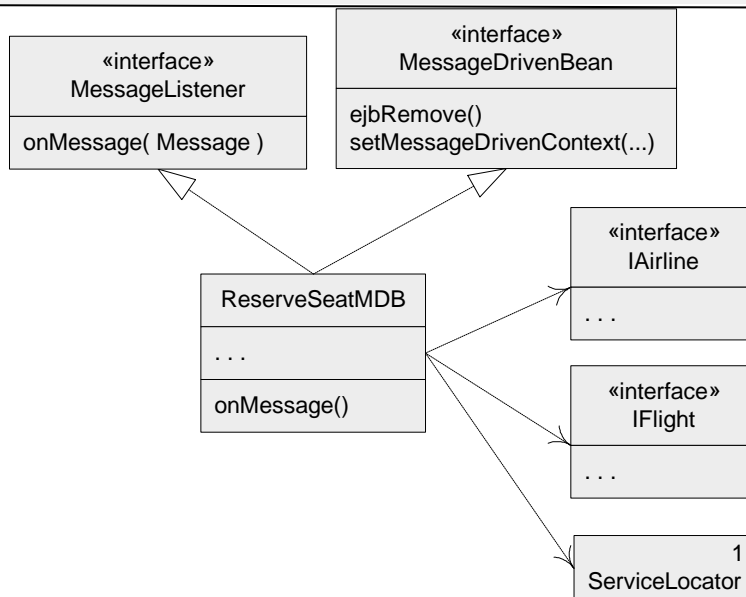 «interface»
MessageListener
onMessage( Message )
«interface»
MessageDrivenBean
ejbRemove()
setMessageDrivenContext(...)
ReserveSeatMDB
. . .
onMessage()
«interface»
IAirline
. . .
«interface»
IFlight
. . .
1
ServiceLocator